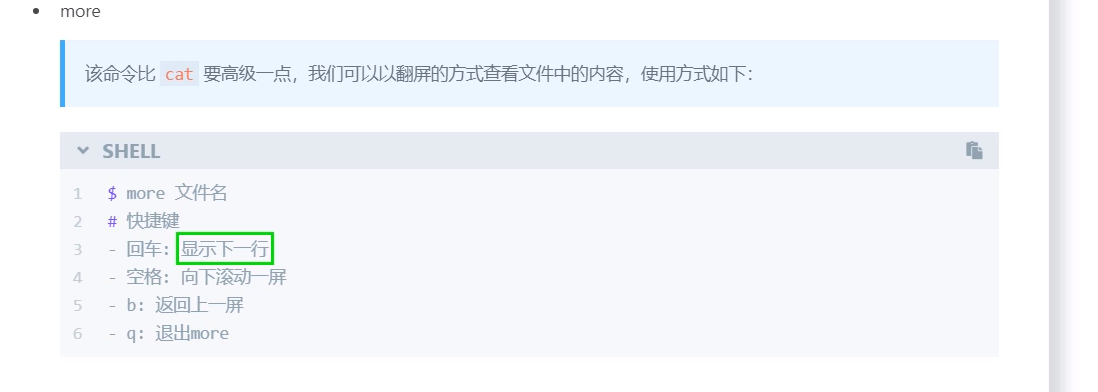 more
该命令比 cat 要高级一点，我们可以以翻屏的方式查看文件中的内容，使用方式如下：
SHELL
1 $ more 文件名
2 # 快捷键
3 - 回车: 显示下一行
4 - 空格: 向下滚动一屏
5 - b: 返回上一屏
6 - q: 退出more